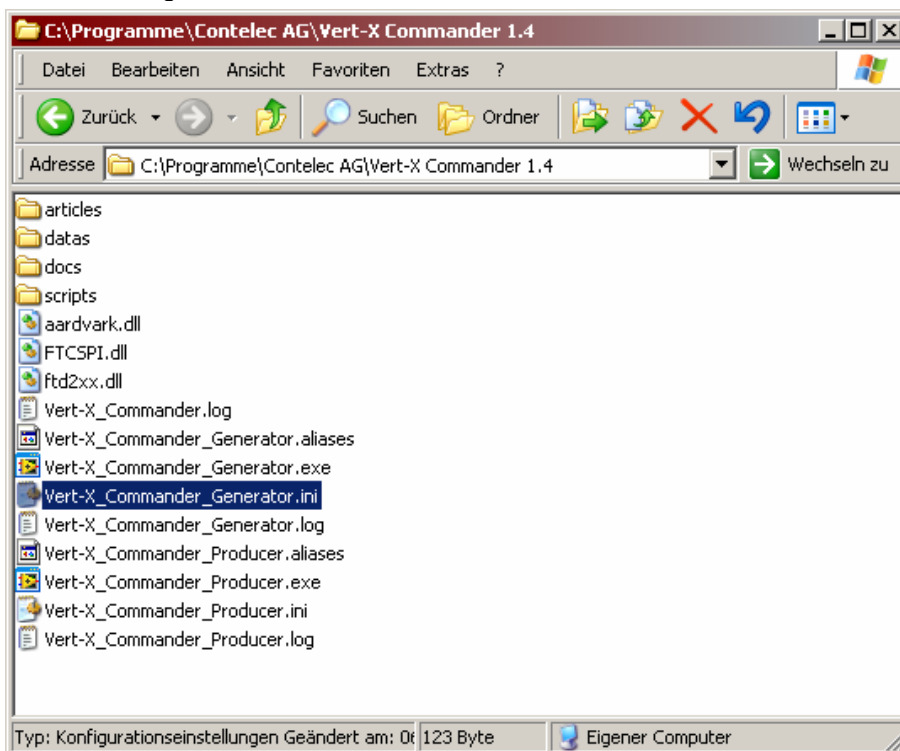 C:\Programme\Contelec AG\Vert-X Commander 1.4
Datei Bearbeiten Ansicht Favoriten Extras ?
Zurück Suchen Ordner
Adresse C:\Programme\Contelec AG\Vert-X Commander 1.4 Wechseln zu
articles
datas
docs
scripts
aardvark.dll
FTCSPI.dll
ftd2xx.dll
Vert-X_Commander.log
Vert-X_Commander_Generator.aliases
Vert-X_Commander_Generator.exe
Vert-X_Commander_Generator.ini
Vert-X_Commander_Generator.log
Vert-X_Commander_Producer.aliases
Vert-X_Commander_Producer.exe
Vert-X_Commander_Producer.ini
Vert-X_Commander_Producer.log
Typ: Konfigurationseinstellungen Geändert am: 123 Byte Eigener Computer